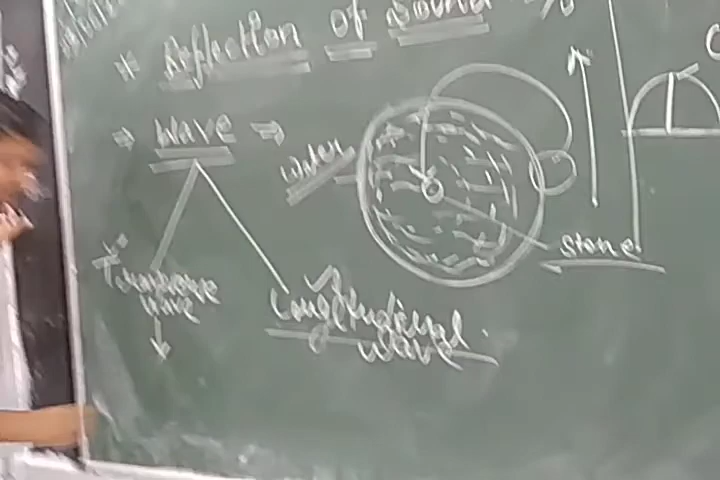 * Reflection of Sound
⇒ Wave ⇒
water
stone
Transverse
wave
Longitudinal
wave